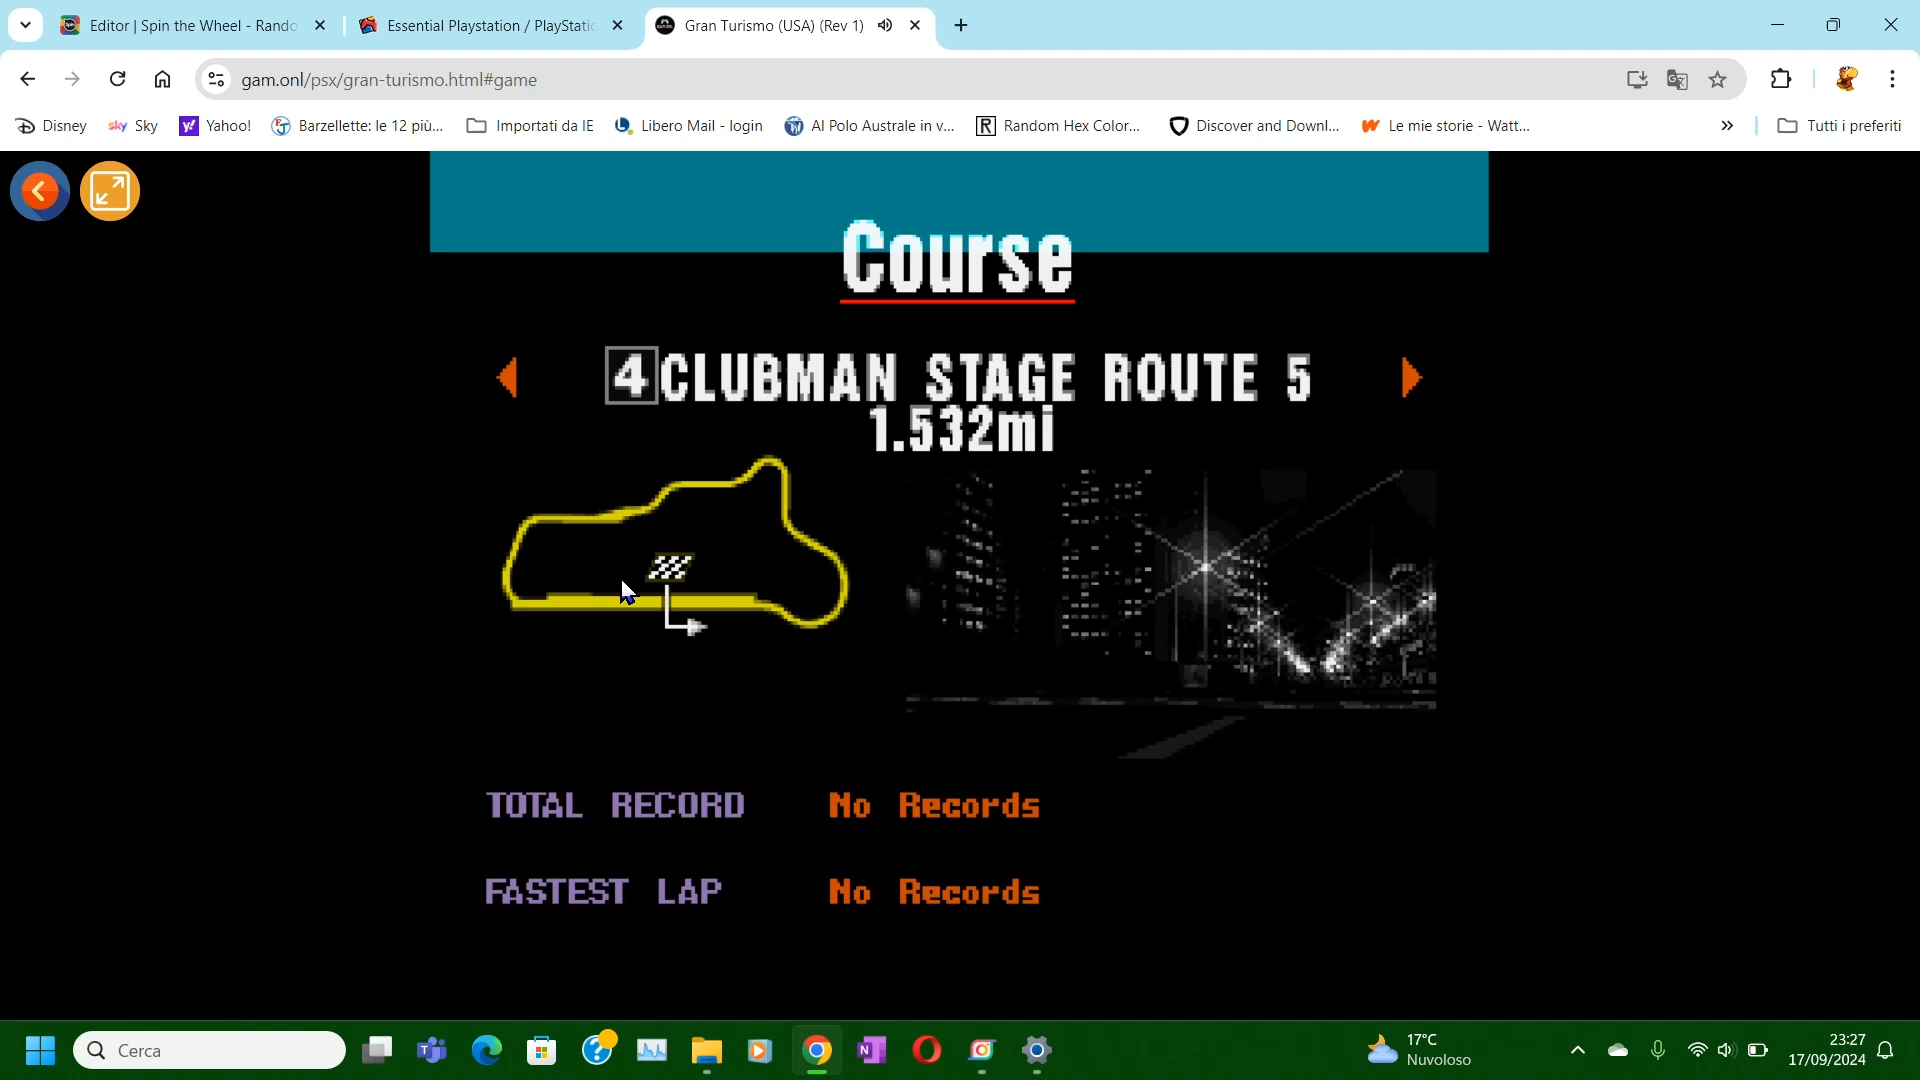 Editor | Spin the Wheel - Rando
Essential Playstation / PlayStatio
Gran Turismo (USA) (Rev 1)
gam.onl/psx/gran-turismo.html#game
Disney
sky Sky
Yahoo!
Barzellette: le 12 più...
Importati da IE
Libero Mail - login
Al Polo Australe in v...
R Random Hex Color...
Discover and Downl...
Le mie storie - Watt...
»
Tutti i preferiti
Course
4 CLUBMAN STAGE ROUTE 5
1.532mi
TOTAL RECORD No Records
FASTEST LAP No Records
Cerca
17°C
Nuvoloso
23:27
17/09/2024